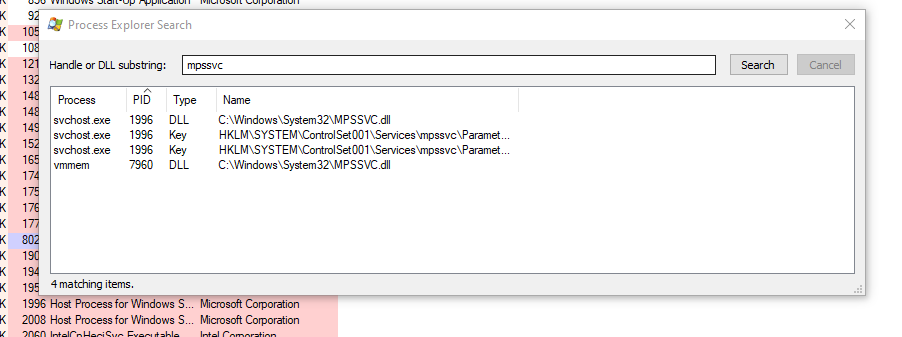 K 896 Windows Start-Up Application Microsoft Corporation
K 92
Process Explorer Search
K 105
K 108
K 121
Handle or DLL substring: mpssvc Search Cancel
K 132
K 148
Process PID Type Name
K 148
svchost.exe 1996 DLL C:\Windows\System32\MPSSVC.dll
K 149
svchost.exe 1996 Key HKLM\SYSTEM\ControlSet001\Services\mpssvc\Paramet...
K 152
svchost.exe 1996 Key HKLM\SYSTEM\ControlSet001\Services\mpssvc\Paramet...
K 165
vmmem 7960 DLL C:\Windows\System32\MPSSVC.dll
K 174
K 175
K 176
K 177
K 802
K 190
K 194
K 195
4 matching items.
K 1996 Host Process for Windows S... Microsoft Corporation
K 2008 Host Process for Windows S... Microsoft Corporation
K 2060 IntelCpHeciSvc Executable Intel Corporation